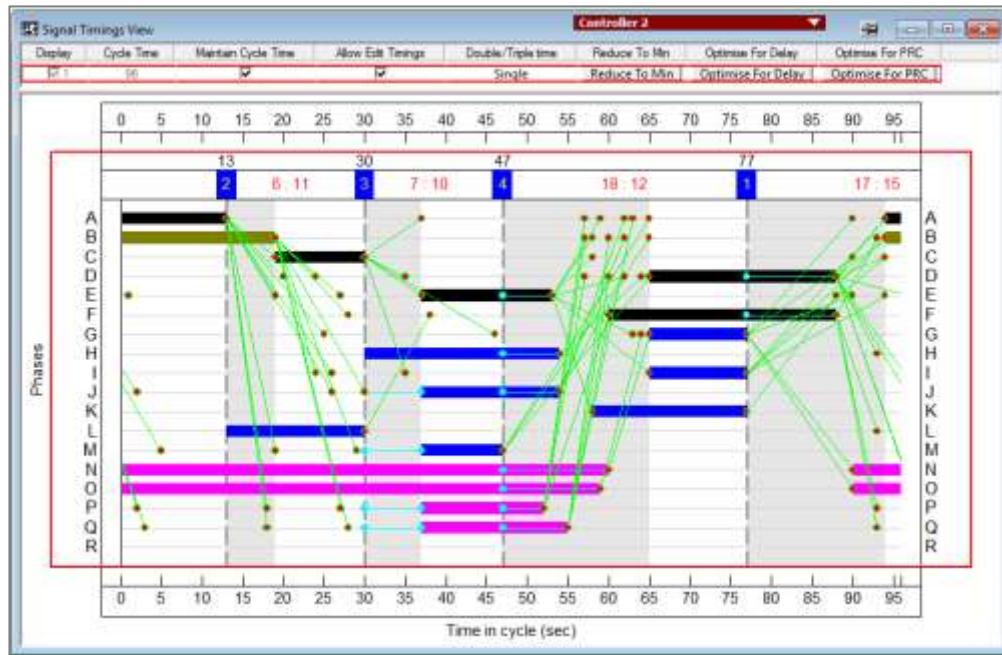 Signal Timings View
Controller 2
Display Cycle Time Maintain Cycle Time Allow Edit Timings Double/Triple time Reduce To Min Optimise For Delay Optimise For PRC
1 96 Single Reduce To Min Optimise For Delay Optimise For PRC
0 5 10 15 20 25 30 35 40 45 50 55 60 65 70 75 80 85 90 95
13 30 47 77
2 6 : 11 3 7 : 10 4 18 : 12 1 17 : 15
A A
B B
C C
D D
E E
F F
G G
H H
I I
J J
K K
L L
M M
N N
O O
P P
Q Q
R R
Phases
0 5 10 15 20 25 30 35 40 45 50 55 60 65 70 75 80 85 90 95
Time in cycle (sec)